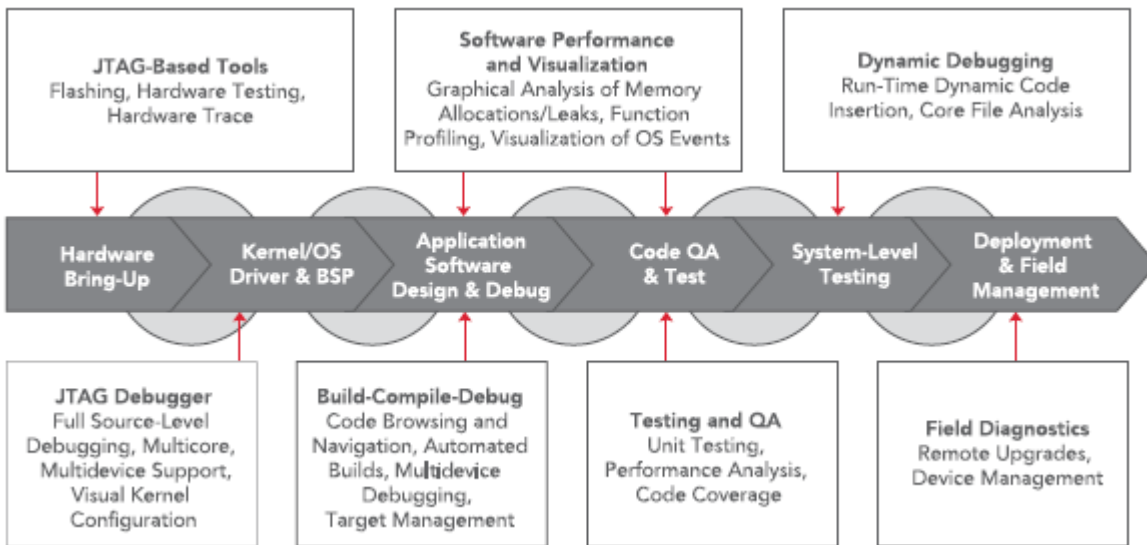 JTAG-Based Tools
Flashing, Hardware Testing,
Hardware Trace
Software Performance
and Visualization
Graphical Analysis of Memory
Allocations/Leaks, Function
Profiling, Visualization of OS Events
Dynamic Debugging
Run-Time Dynamic Code
Insertion, Core File Analysis
Hardware
Bring-Up
Kernel/OS
Driver & BSP
Application
Software
Design & Debug
Code QA
& Test
System-Level
Testing
Deployment
& Field
Management
JTAG Debugger
Full Source-Level
Debugging, Multicore,
Multidevice Support,
Visual Kernel
Configuration
Build-Compile-Debug
Code Browsing and
Navigation, Automated
Builds, Multidevice
Debugging,
Target Management
Testing and QA
Unit Testing,
Performance Analysis,
Code Coverage
Field Diagnostics
Remote Upgrades,
Device Management